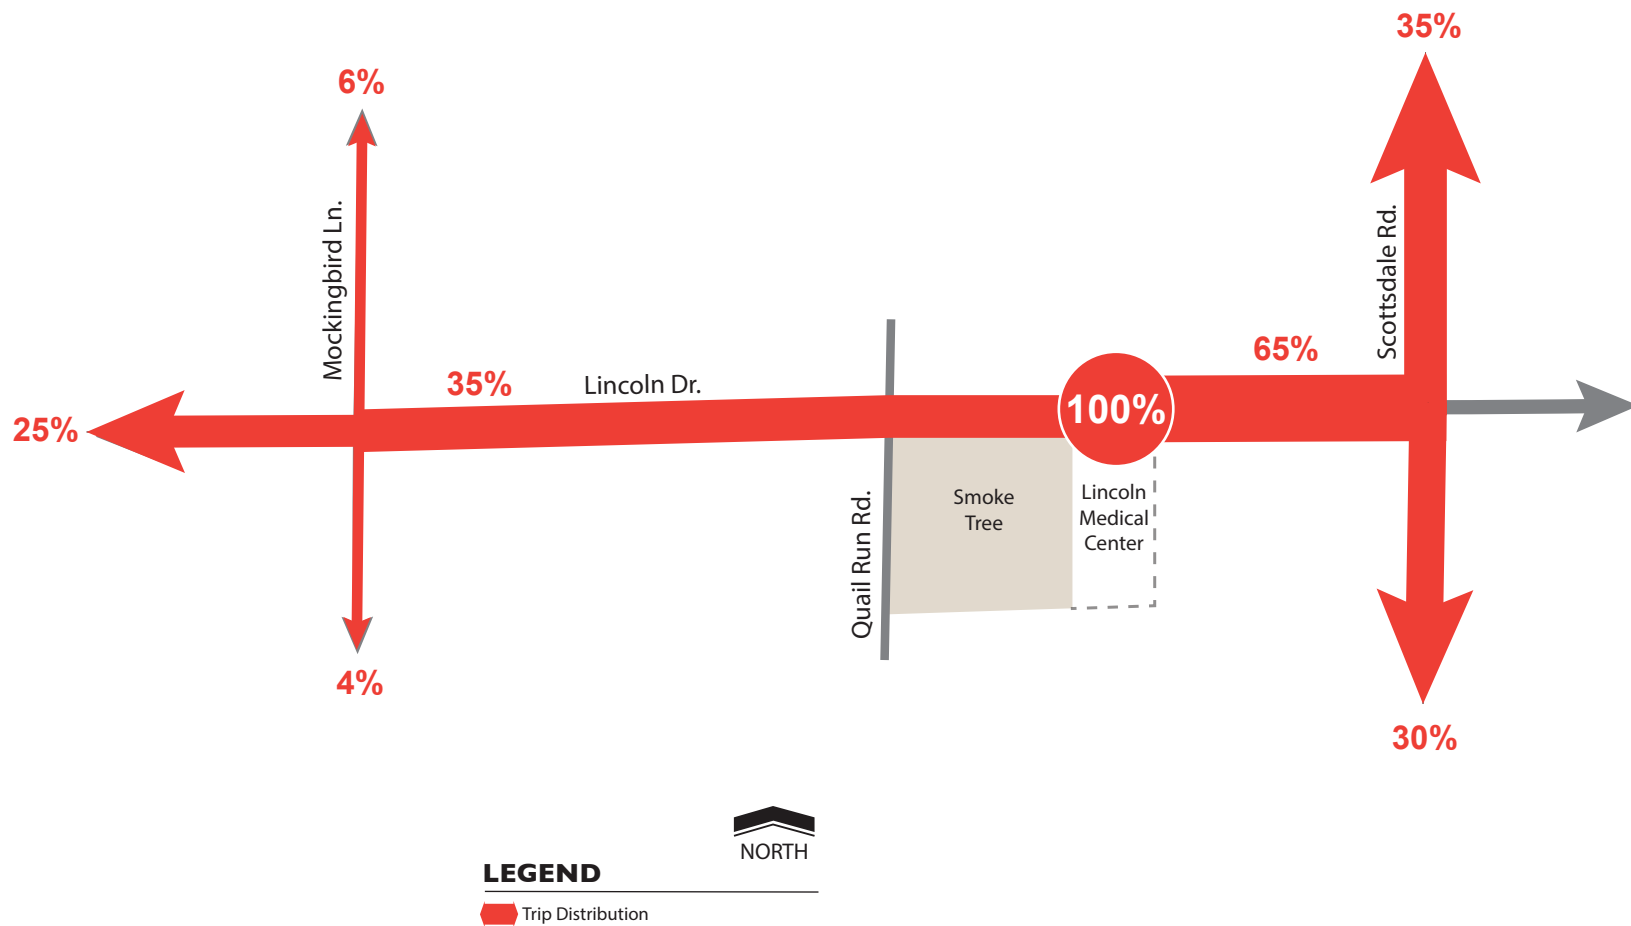 35%
6%
Mockingbird Ln.
Scottsdale Rd.
65%
35%
Lincoln Dr.
100%
25%
Smoke
Tree
Lincoln
Medical
Center
Quail Run Rd.
4%
30%
NORTH
LEGEND
Trip Distribution